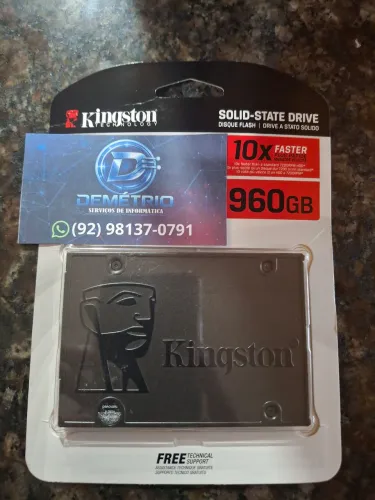 Kingston
TECHNOLOGY
SOLID-STATE DRIVE
DISQUE FLASH | DRIVE A STATO SOLIDO
10x FASTER
960GB
DS
DEMÉTRIO
SERVIÇOS DE INFORMÁTICA
(92) 98137-0791
Kingston
FREE TECHNICAL
SUPPORT